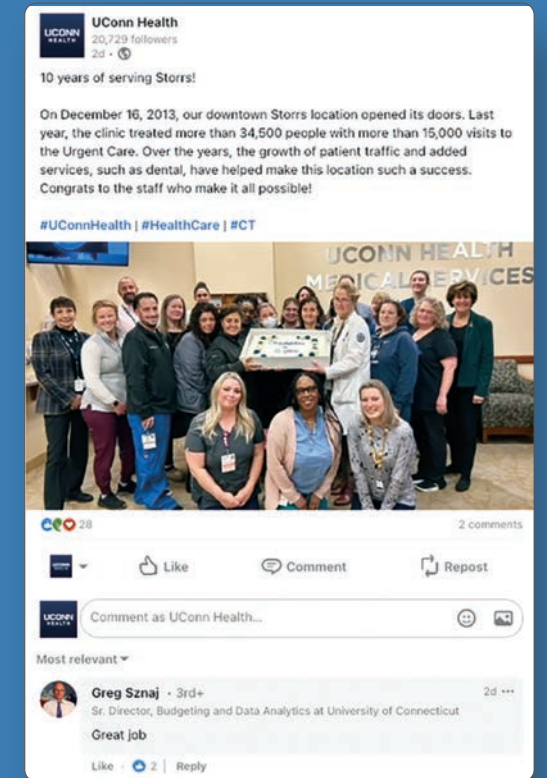 UCONN
HEALTH
UConn Health
20,729 followers
2d •
10 years of serving Storrs!
On December 16, 2013, our downtown Storrs location opened its doors. Last
year, the clinic treated more than 34,500 people with more than 15,000 visits to
the Urgent Care. Over the years, the growth of patient traffic and added
services, such as dental, have helped make this location such a success.
Congrats to the staff who make it all possible!
#UConnHealth | #HealthCare | #CT
UCONN HEALTH
MEDICAL SERVICES
28
2 comments
Like
Comment
Repost
UCONN
HEALTH
Comment as UConn Health...
Most relevant
Greg Sznaj • 3rd+
2d •••
Sr. Director, Budgeting and Data Analytics at University of Connecticut
Great job
Like · 2 | Reply